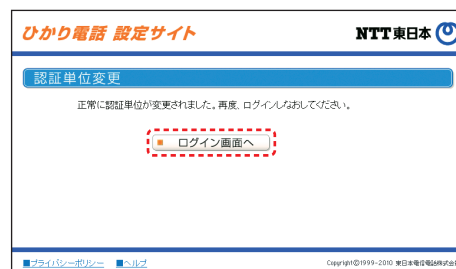 ひかり電話 設定サイト
NTT東日本
認証単位変更
正常に認証単位が変更されました。再度、ログインしなおしてください。
ログイン画面へ
■プライバシーポリシー ■ヘルプ
Copyright©1999-2010 東日本電信電話株式会社